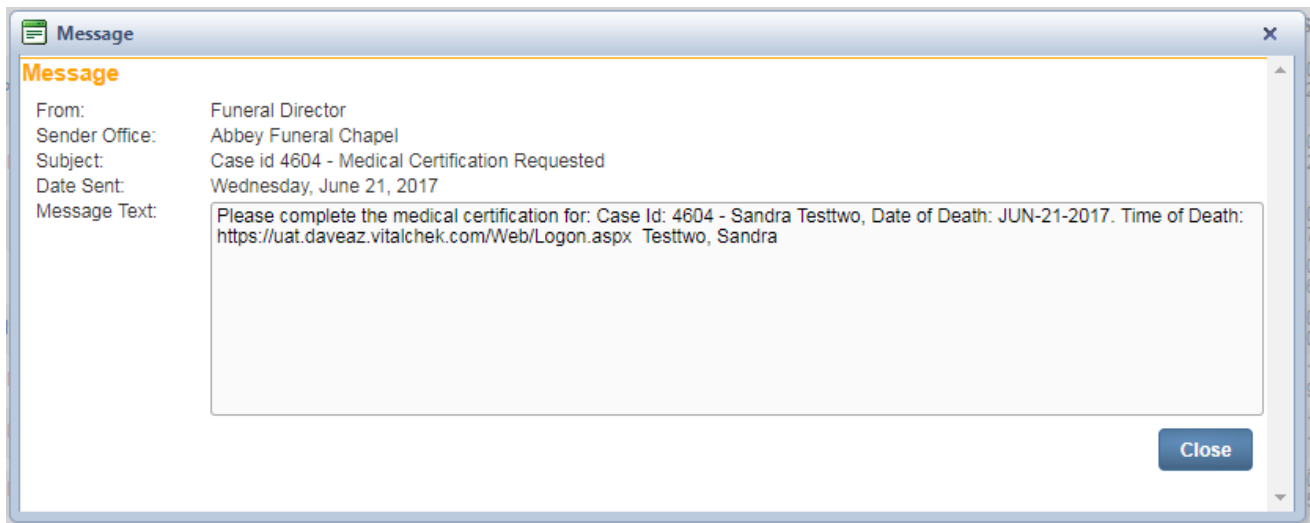 Message
Message
From: Funeral Director
Sender Office: Abbey Funeral Chapel
Subject: Case id 4604 - Medical Certification Requested
Date Sent: Wednesday, June 21, 2017
Message Text:
Please complete the medical certification for: Case Id: 4604 - Sandra Testtwo, Date of Death: JUN-21-2017. Time of Death:
https://uat.daveaz.vitalchek.com/Web/Logon.aspx  Testtwo, Sandra
Close